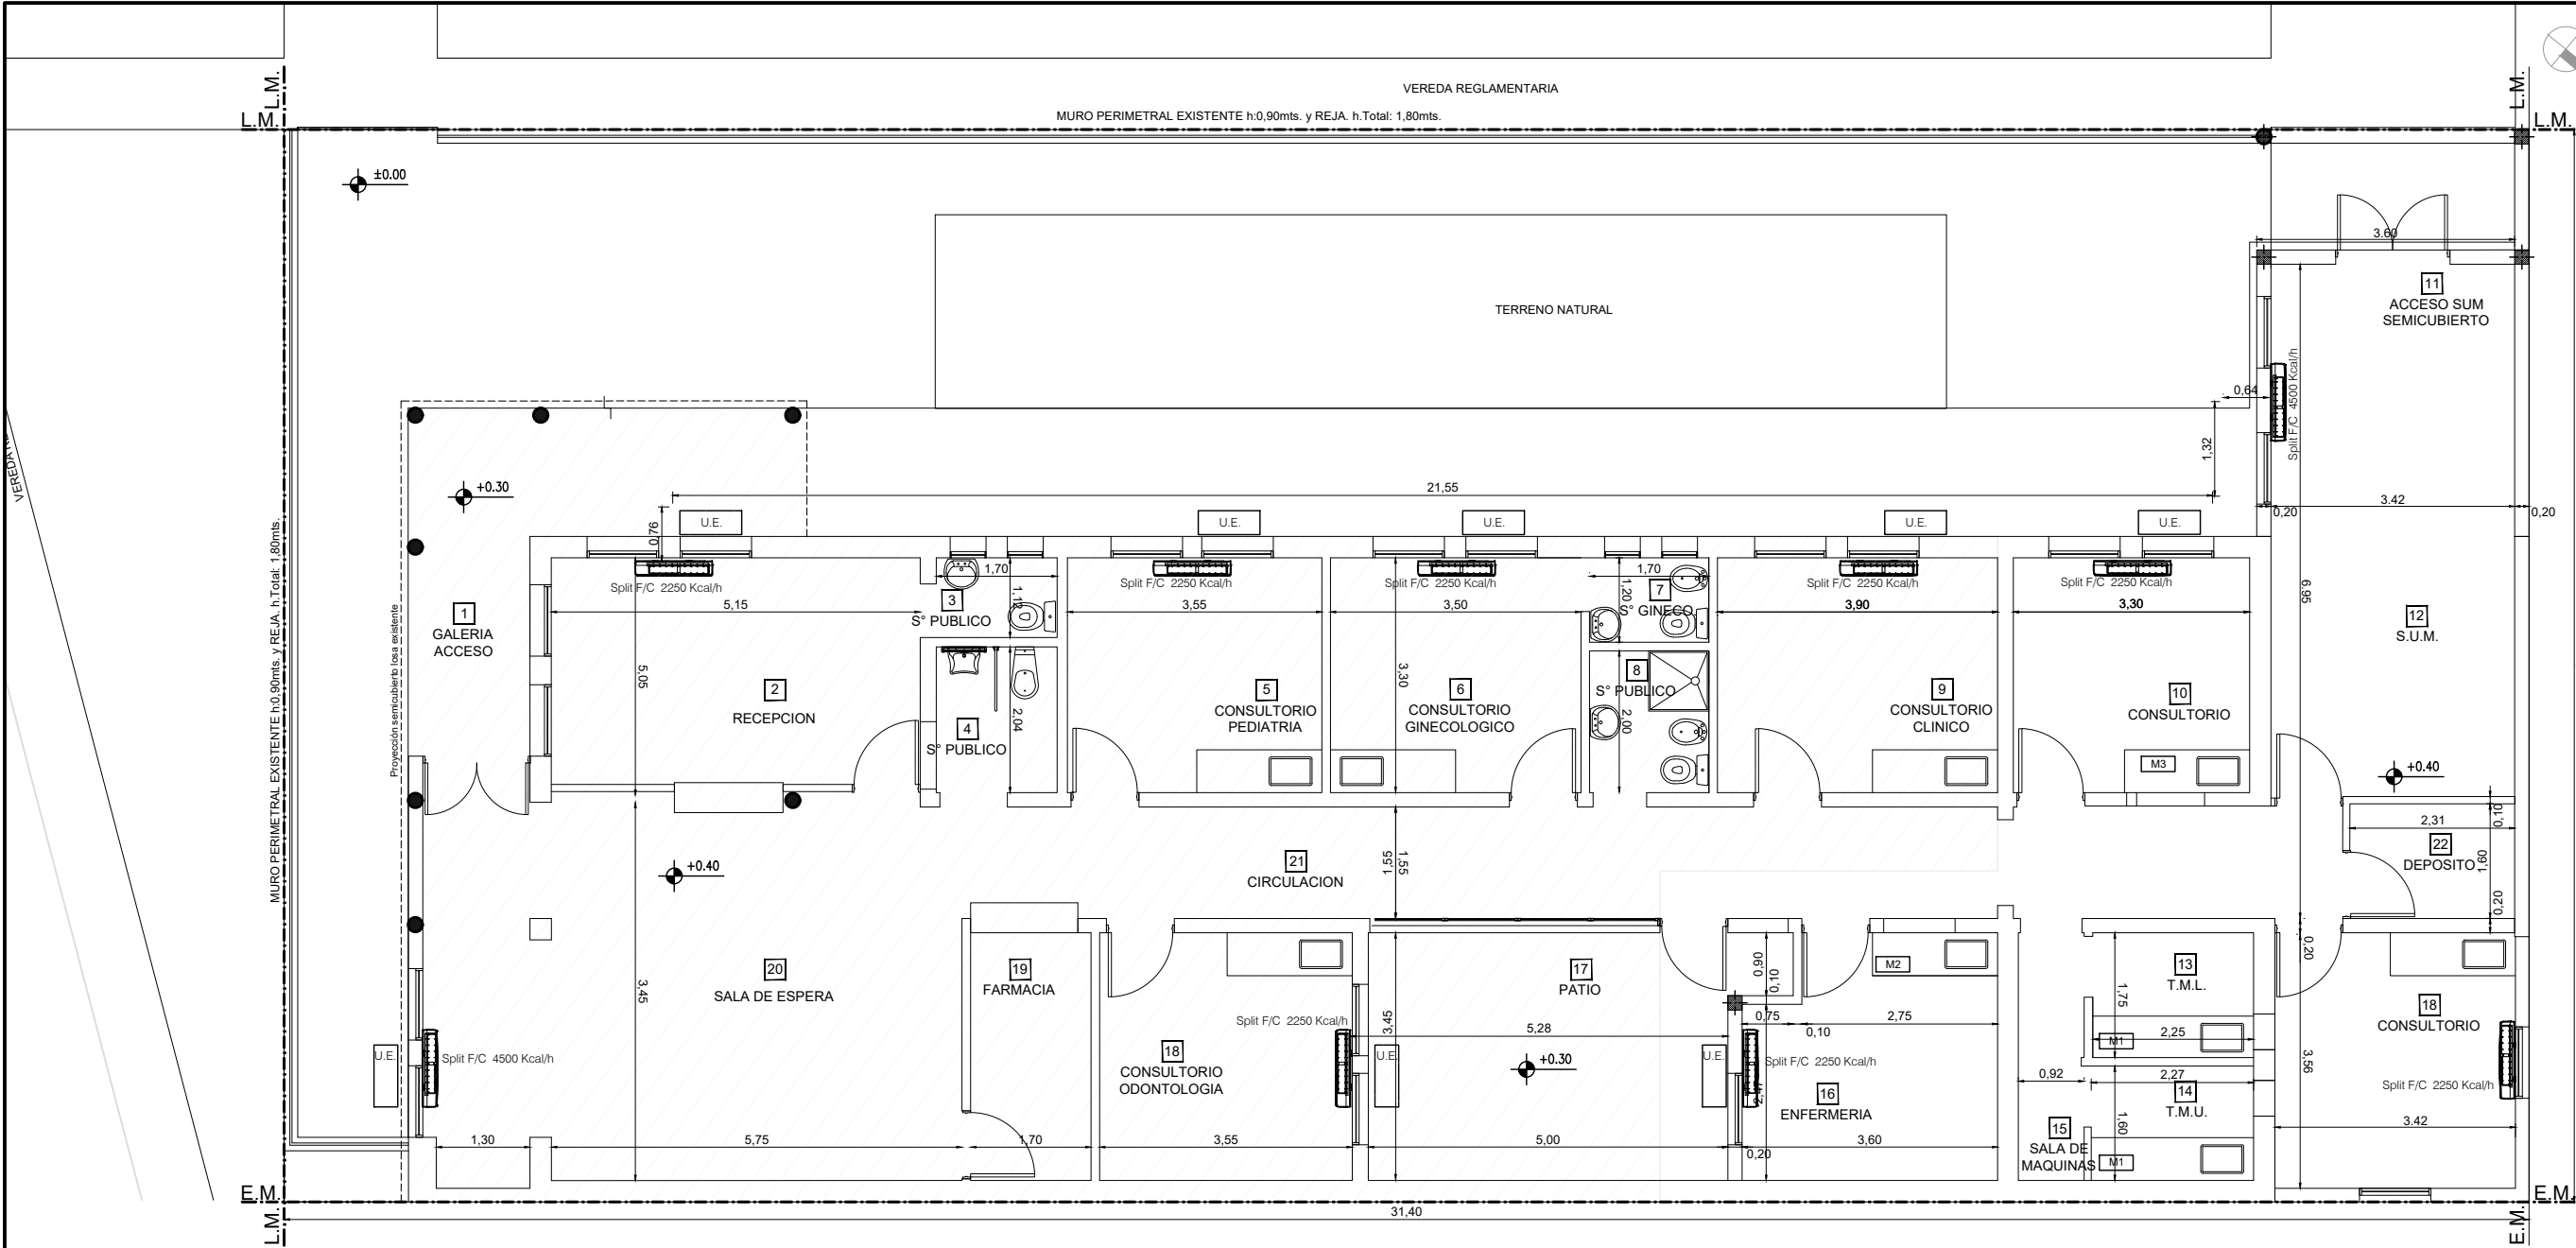 VEREDA REGLAMENTARIA
MURO PERIMETRAL EXISTENTE h:0,90mts. y REJA. h.Total: 1,80mts.
L.M.
L.M.
L.M.
L.M.
±0.00
3.60
11
ACCESO SUM
SEMICUBIERTO
TERRENO NATURAL
Split F/C 4500 Kcal/h
0,64
1,32
+0.30
21,55
3.42
0,20
0,20
0,76
U.E.
U.E.
U.E.
U.E.
U.E.
MURO PERIMETRAL EXISTENTE h:0,90mts. y REJA. h.Total: 1,80mts.
Proyección semicubierto losa existente
Split F/C 2250 Kcal/h
1,70
Split F/C 2250 Kcal/h
Split F/C 2250 Kcal/h
1,70
Split F/C 2250 Kcal/h
Split F/C 2250 Kcal/h
6,95
5,15
3
S° PUBLICO
1,12
3,55
3,50
1,20
7
S° GINECO.
3,90
3,30
1
GALERIA
ACCESO
12
S.U.M.
5,05
2
RECEPCION
4
S° PUBLICO
2,04
5
CONSULTORIO
PEDIATRIA
3,30
6
CONSULTORIO
GINECOLOGICO
8
S° PUBLICO
2,00
9
CONSULTORIO
CLINICO
10
CONSULTORIO
M3
+0.40
2,31
0,10
22
DEPOSITO
1,60
0,20
+0.40
21
CIRCULACION
1,55
1,55
20
SALA DE ESPERA
3,45
19
FARMACIA
17
PATIO
3,45
0,90
0,10
M2
13
T.M.L.
1,75
0,20
18
CONSULTORIO
Split F/C 2250 Kcal/h
5,28
0,75
0,10
2,75
2,25
M1
U.E.
Split F/C 4500 Kcal/h
18
CONSULTORIO
ODONTOLOGIA
U.E.
+0.30
U.E.
Split F/C 2250 Kcal/h
2,47
16
ENFERMERIA
0,92
2,27
14
T.M.U.
3,56
Split F/C 2250 Kcal/h
1,30
5,75
1,70
3,55
5,00
0,20
3,60
15
SALA DE
MAQUINAS
1,60
M1
3.42
E.M.
E.M.
L.M.
31,40
E.M.